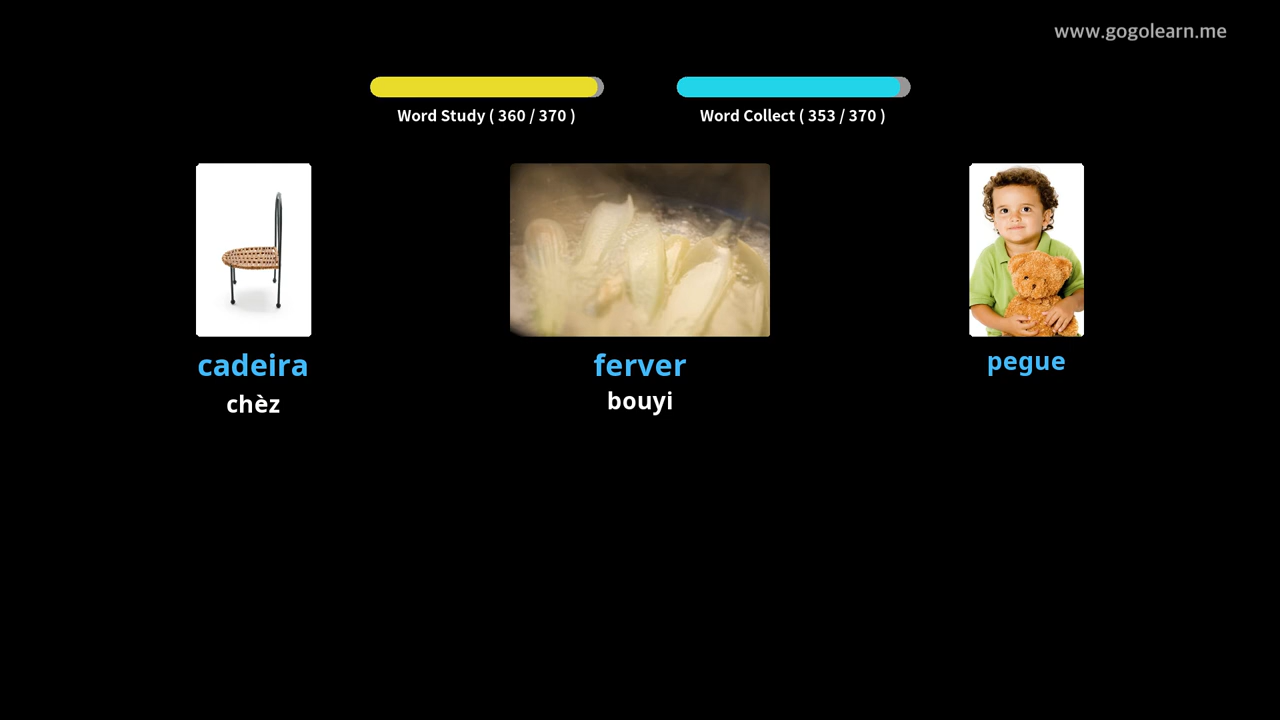 www.gogolearn.me
Word Study ( 360 / 370 )
Word Collect ( 353 / 370 )
cadeira
chèz
ferver
bouyi
pegue